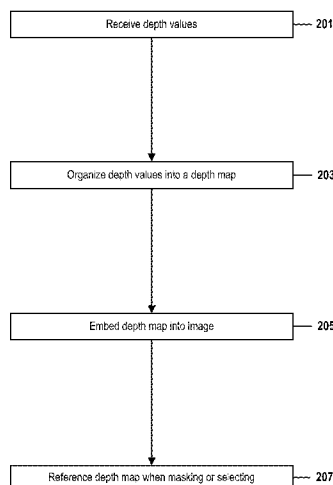 Receive depth values 201
Organize depth values into a depth map 203
Embed depth map into image 205
Reference depth map when masking or selecting 207